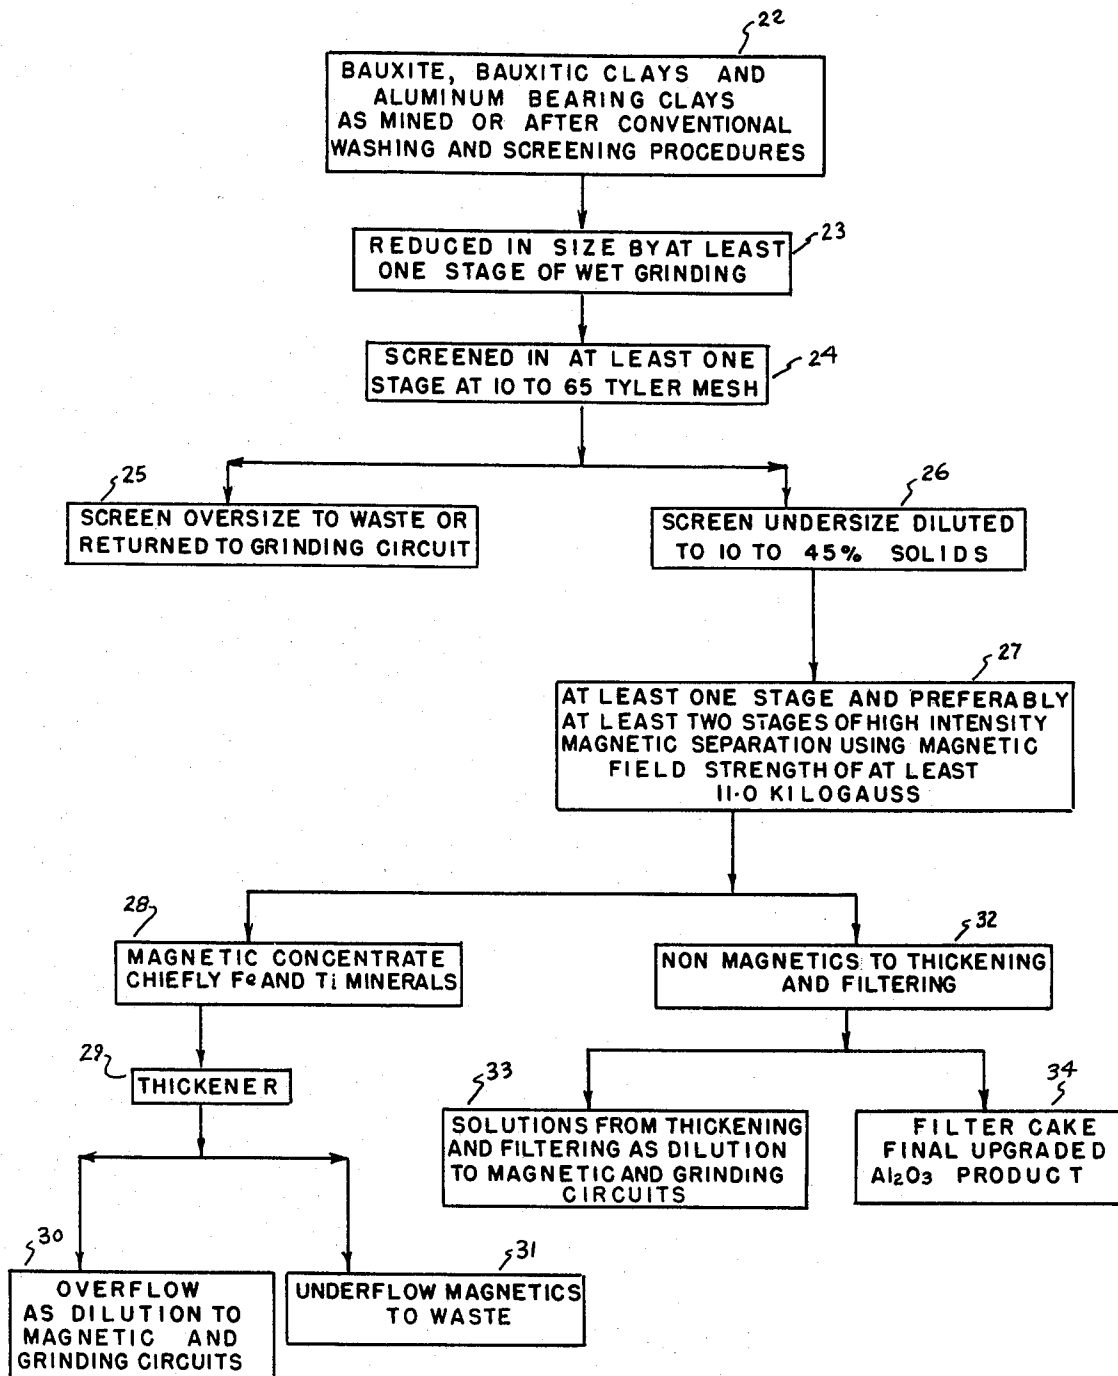 22
BAUXITE, BAUXITIC CLAYS AND
ALUMINUM BEARING CLAYS
AS MINED OR AFTER CONVENTIONAL
WASHING AND SCREENING PROCEDURES
23
REDUCED IN SIZE BY AT LEAST
ONE STAGE OF WET GRINDING
24
SCREENED IN AT LEAST ONE
STAGE AT 10 TO 65 TYLER MESH
25
SCREEN OVERSIZE TO WASTE OR
RETURNED TO GRINDING CIRCUIT
26
SCREEN UNDERSIZE DILUTED
TO 10 TO 45% SOLIDS
27
AT LEAST ONE STAGE AND PREFERABLY
AT LEAST TWO STAGES OF HIGH INTENSITY
MAGNETIC SEPARATION USING MAGNETIC
FIELD STRENGTH OF AT LEAST
11.0 KILOGAUSS
28
MAGNETIC CONCENTRATE
CHIEFLY Fe AND Ti MINERALS
32
NON MAGNETICS TO THICKENING
AND FILTERING
29
THICKENER
33
SOLUTIONS FROM THICKENING
AND FILTERING AS DILUTION
TO MAGNETIC AND GRINDING
CIRCUITS
34
FILTER CAKE
FINAL UPGRADED
Al2O3 PRODUCT
30
OVERFLOW
AS DILUTION TO
MAGNETIC AND
GRINDING CIRCUITS
31
UNDERFLOW MAGNETICS
TO WASTE